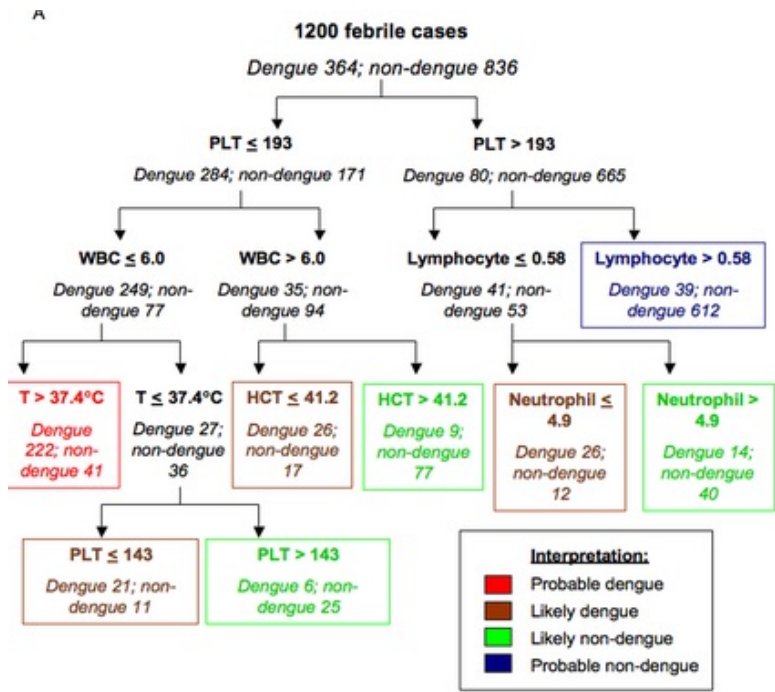 A
1200 febrile cases
Dengue 364; non-dengue 836
PLT ≤ 193
Dengue 284; non-dengue 171
PLT > 193
Dengue 80; non-dengue 665
WBC ≤ 6.0
Dengue 249; non-
dengue 77
WBC > 6.0
Dengue 35; non-
dengue 94
Lymphocyte ≤ 0.58
Dengue 41; non-
dengue 53
Lymphocyte > 0.58
Dengue 39; non-
dengue 612
T > 37.4°C
Dengue
222; non-
dengue 41
T ≤ 37.4°C
Dengue 27;
non-dengue
36
HCT ≤ 41.2
Dengue 26;
non-dengue
17
HCT > 41.2
Dengue 9;
non-dengue
77
Neutrophil ≤
4.9
Dengue 26;
non-dengue
12
Neutrophil >
4.9
Dengue 14;
non-dengue
40
PLT ≤ 143
Dengue 21; non-
dengue 11
PLT > 143
Dengue 6; non-
dengue 25
Interpretation:
Probable dengue
Likely dengue
Likely non-dengue
Probable non-dengue